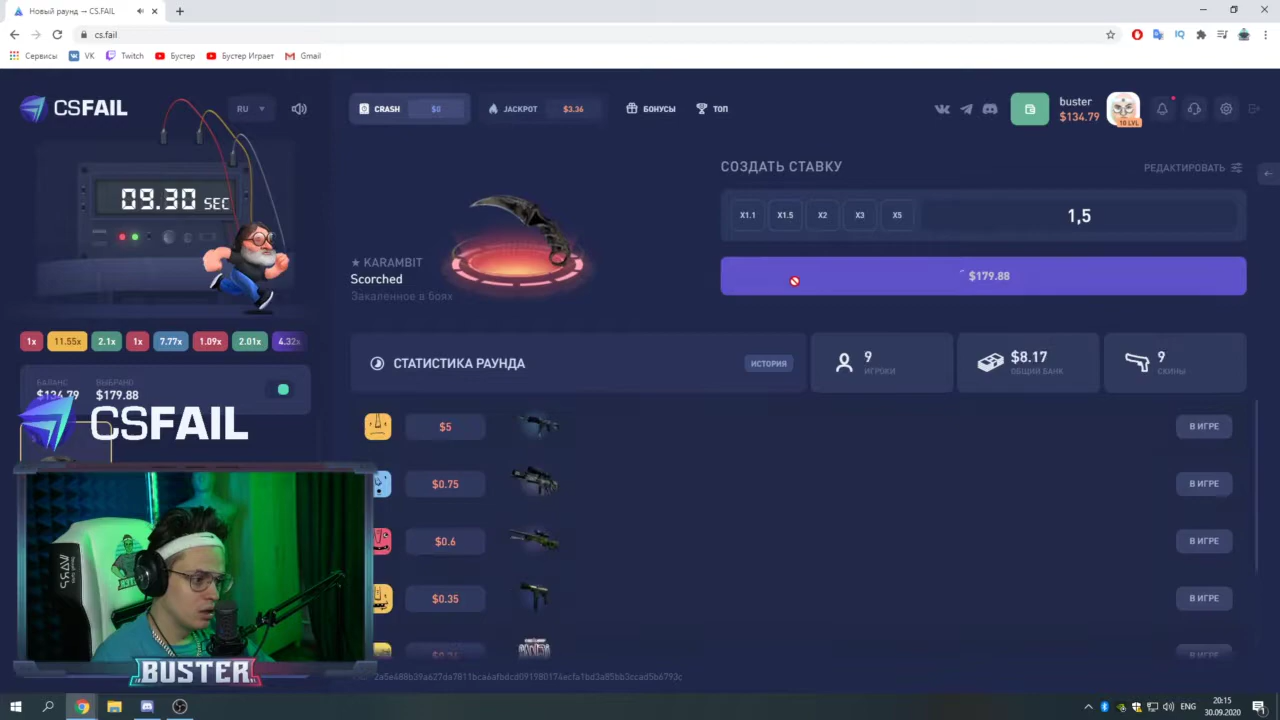 Новый раунд → CS.FAIL
cs.fail
Сервисы VK Twitch Бустер Бустер Играет Gmail
CSFAIL RU CRASH $0 JACKPOT $3.36 БОНУСЫ ТОП buster
$134.79
10 LVL
СОЗДАТЬ СТАВКУ РЕДАКТИРОВАТЬ
09.30 SEC
X1.1 X1.5 X2 X3 X5 1,5
★ KARAMBIT
Scorched
Закаленное в боях
$179.88
1x 11.55x 2.1x 1x 7.77x 1.09x 2.01x 4.32x
СТАТИСТИКА РАУНДА ИСТОРИЯ
9
ИГРОКИ
$8.17
ОБЩИЙ БАНК
9
СКИНЫ
БАЛАНС ВЫБРАНО
$134.79 $179.88
CSFAIL
$5 В ИГРЕ
$0.75 В ИГРЕ
$0.6 В ИГРЕ
$0.35 В ИГРЕ
В ИГРЕ
BUSTER
ENG 20:15
30.09.2020